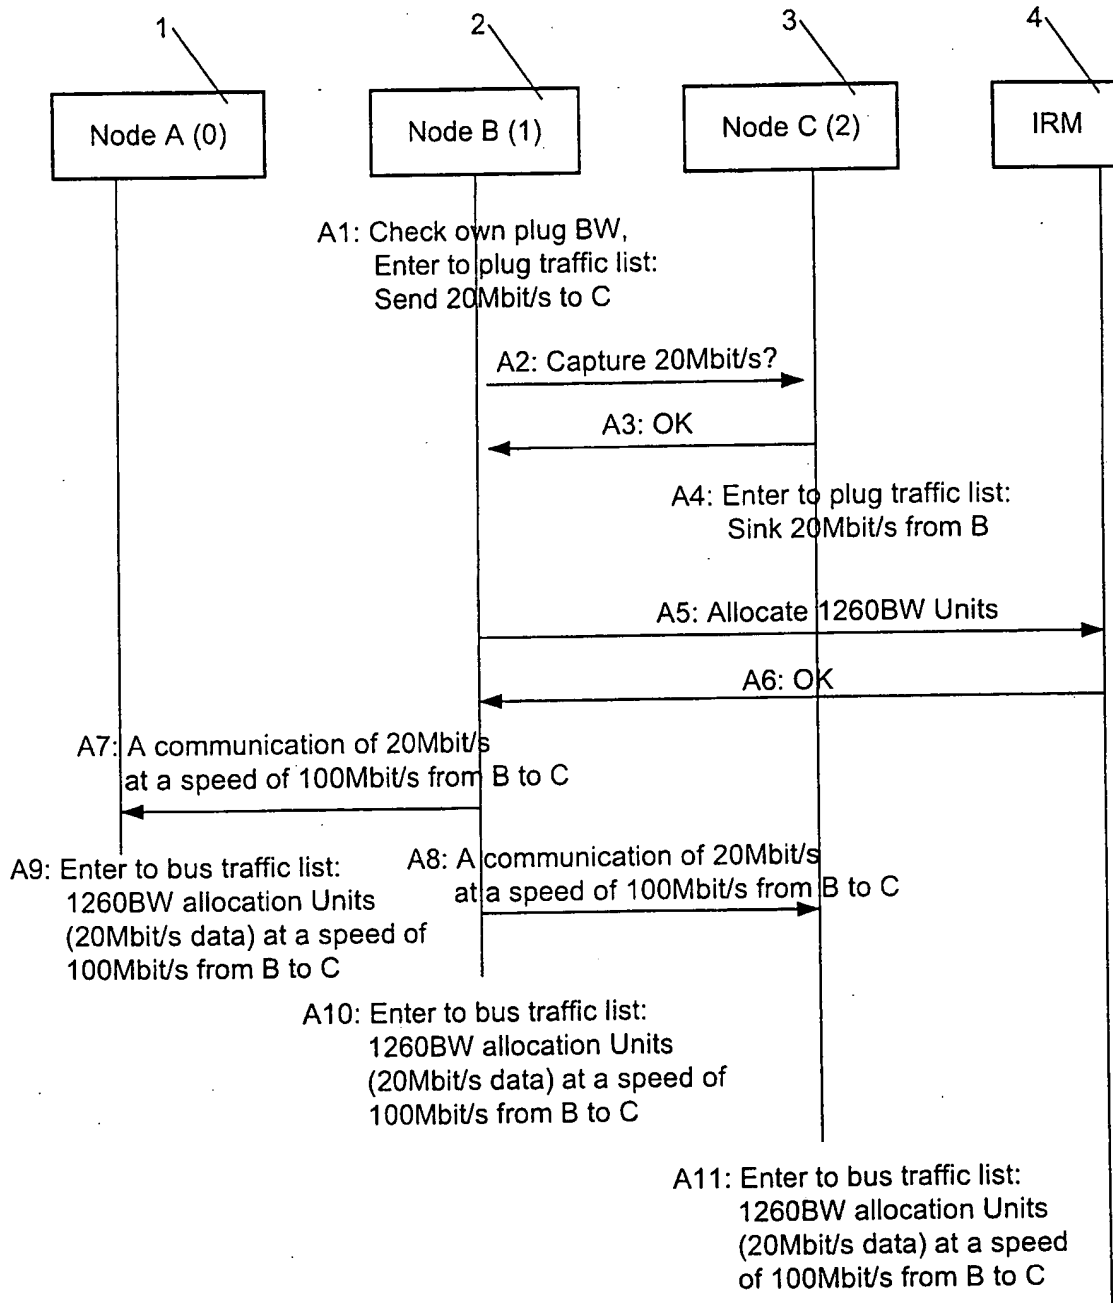 1
2
3
4
Node A (0)
Node B (1)
Node C (2)
IRM
A1: Check own plug BW,
Enter to plug traffic list:
Send 20Mbit/s to C
A2: Capture 20Mbit/s?
A3: OK
A4: Enter to plug traffic list:
Sink 20Mbit/s from B
A5: Allocate 1260BW Units
A6: OK
A7: A communication of 20Mbit/s
at a speed of 100Mbit/s from B to C
A8: A communication of 20Mbit/s
at a speed of 100Mbit/s from B to C
A9: Enter to bus traffic list:
1260BW allocation Units
(20Mbit/s data) at a speed of
100Mbit/s from B to C
A10: Enter to bus traffic list:
1260BW allocation Units
(20Mbit/s data) at a speed of
100Mbit/s from B to C
A11: Enter to bus traffic list:
1260BW allocation Units
(20Mbit/s data) at a speed
of 100Mbit/s from B to C